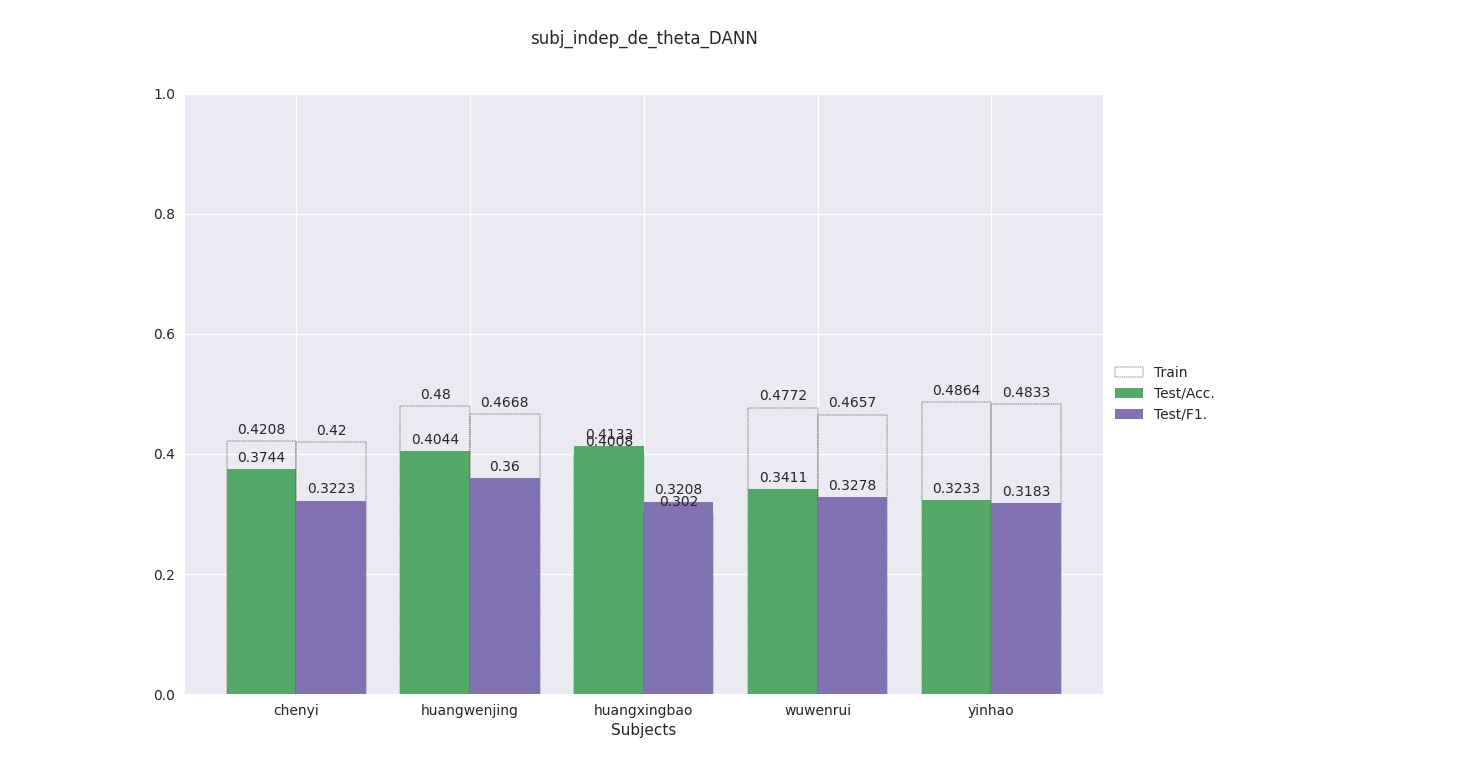 subj_indep_de_theta_DANN
1.0
0.8
0.6
0.4
0.2
0.0
0.4208
0.42
0.3744
0.3223
0.48
0.4668
0.4044
0.36
0.4133
0.4008
0.3208
0.302
0.4772
0.4657
0.3411
0.3278
0.4864
0.4833
0.3233
0.3183
chenyi
huangwenjing
huangxingbao
wuwenrui
yinhao
Subjects
Train
Test/Acc.
Test/F1.